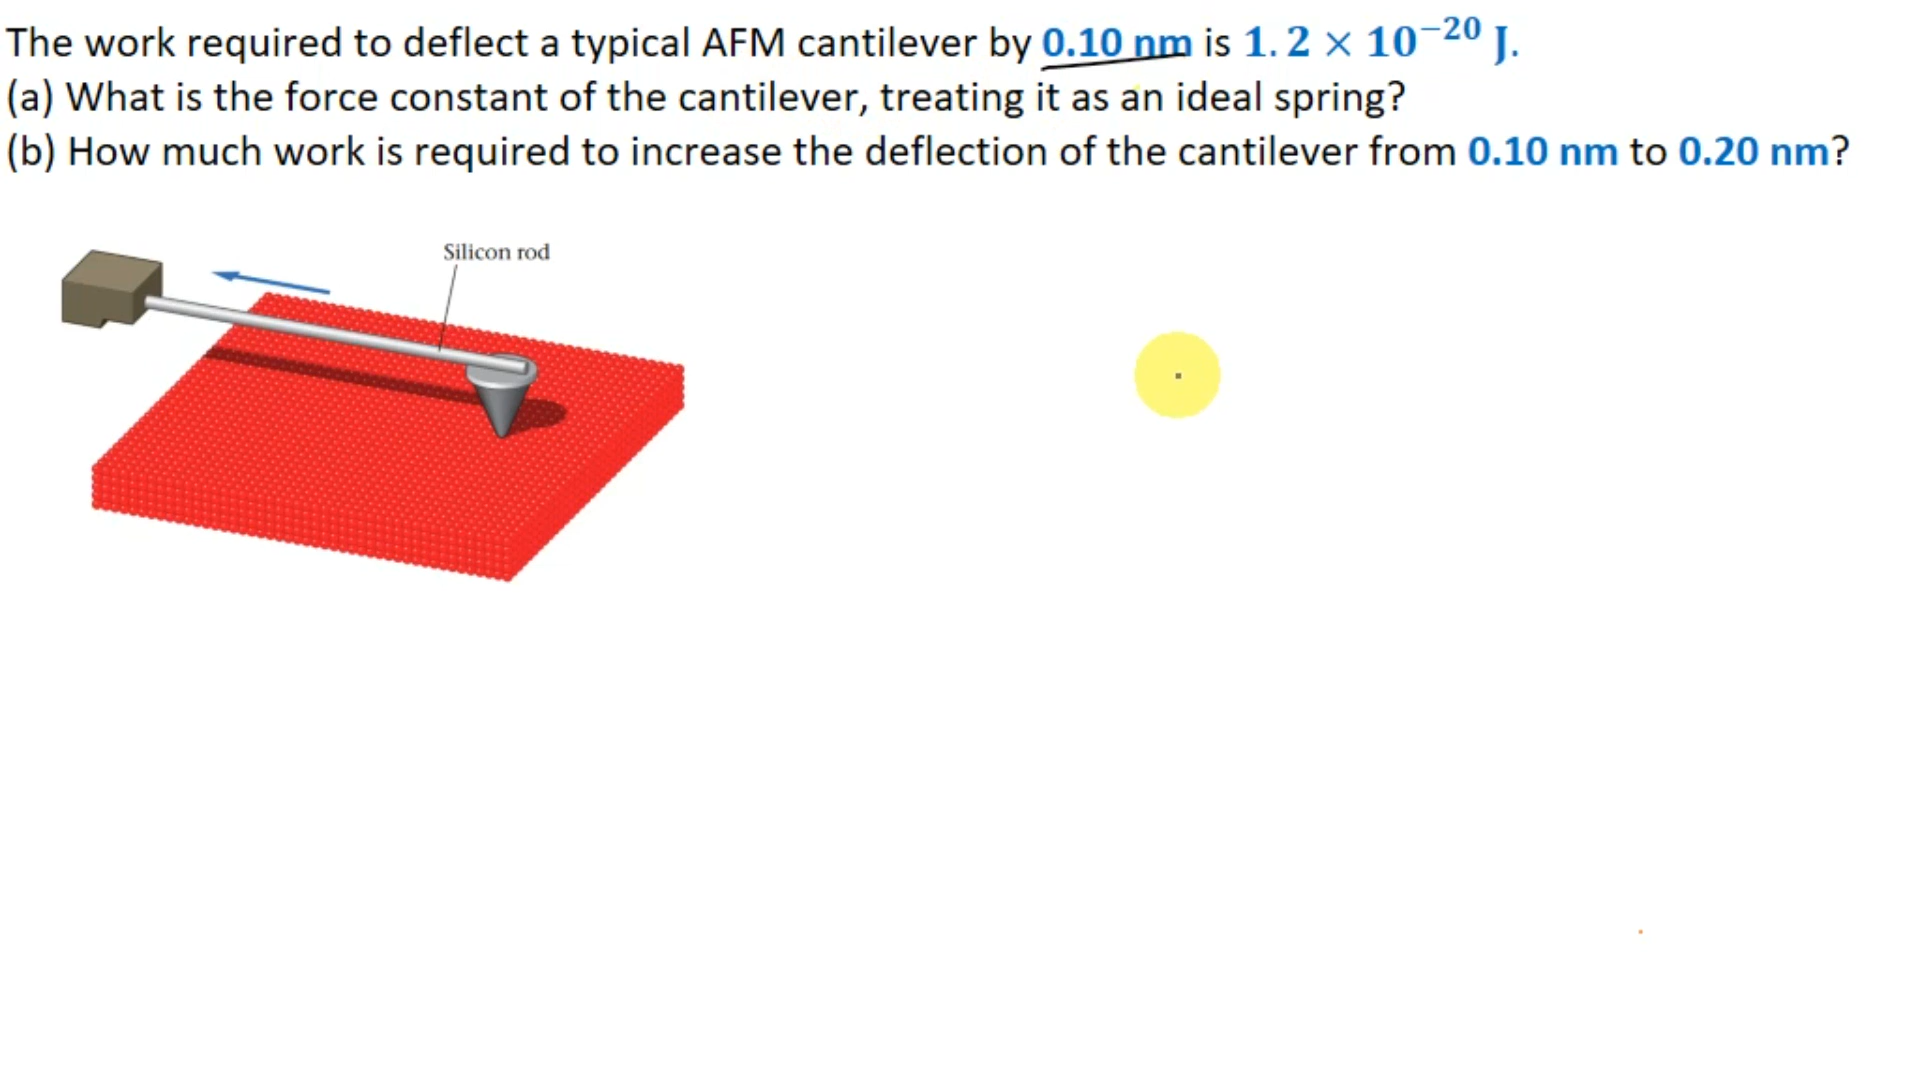 The work required to deflect a typical AFM cantilever by 0.10 nm is 1.2 × 10⁻²⁰ J.
(a) What is the force constant of the cantilever, treating it as an ideal spring?
(b) How much work is required to increase the deflection of the cantilever from 0.10 nm to 0.20 nm?
Silicon rod